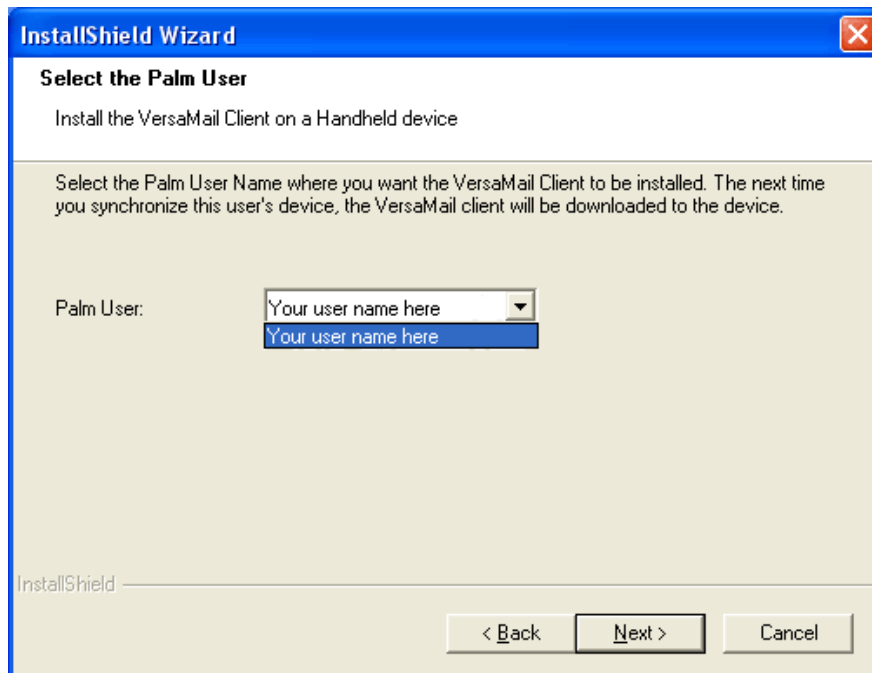 InstallShield Wizard
Select the Palm User
Install the VersaMail Client on a Handheld device
Select the Palm User Name where you want the VersaMail Client to be installed. The next time
you synchronize this user's device, the VersaMail client will be downloaded to the device.
Palm User:
Your user name here
Your user name here
InstallShield
< Back
Next >
Cancel